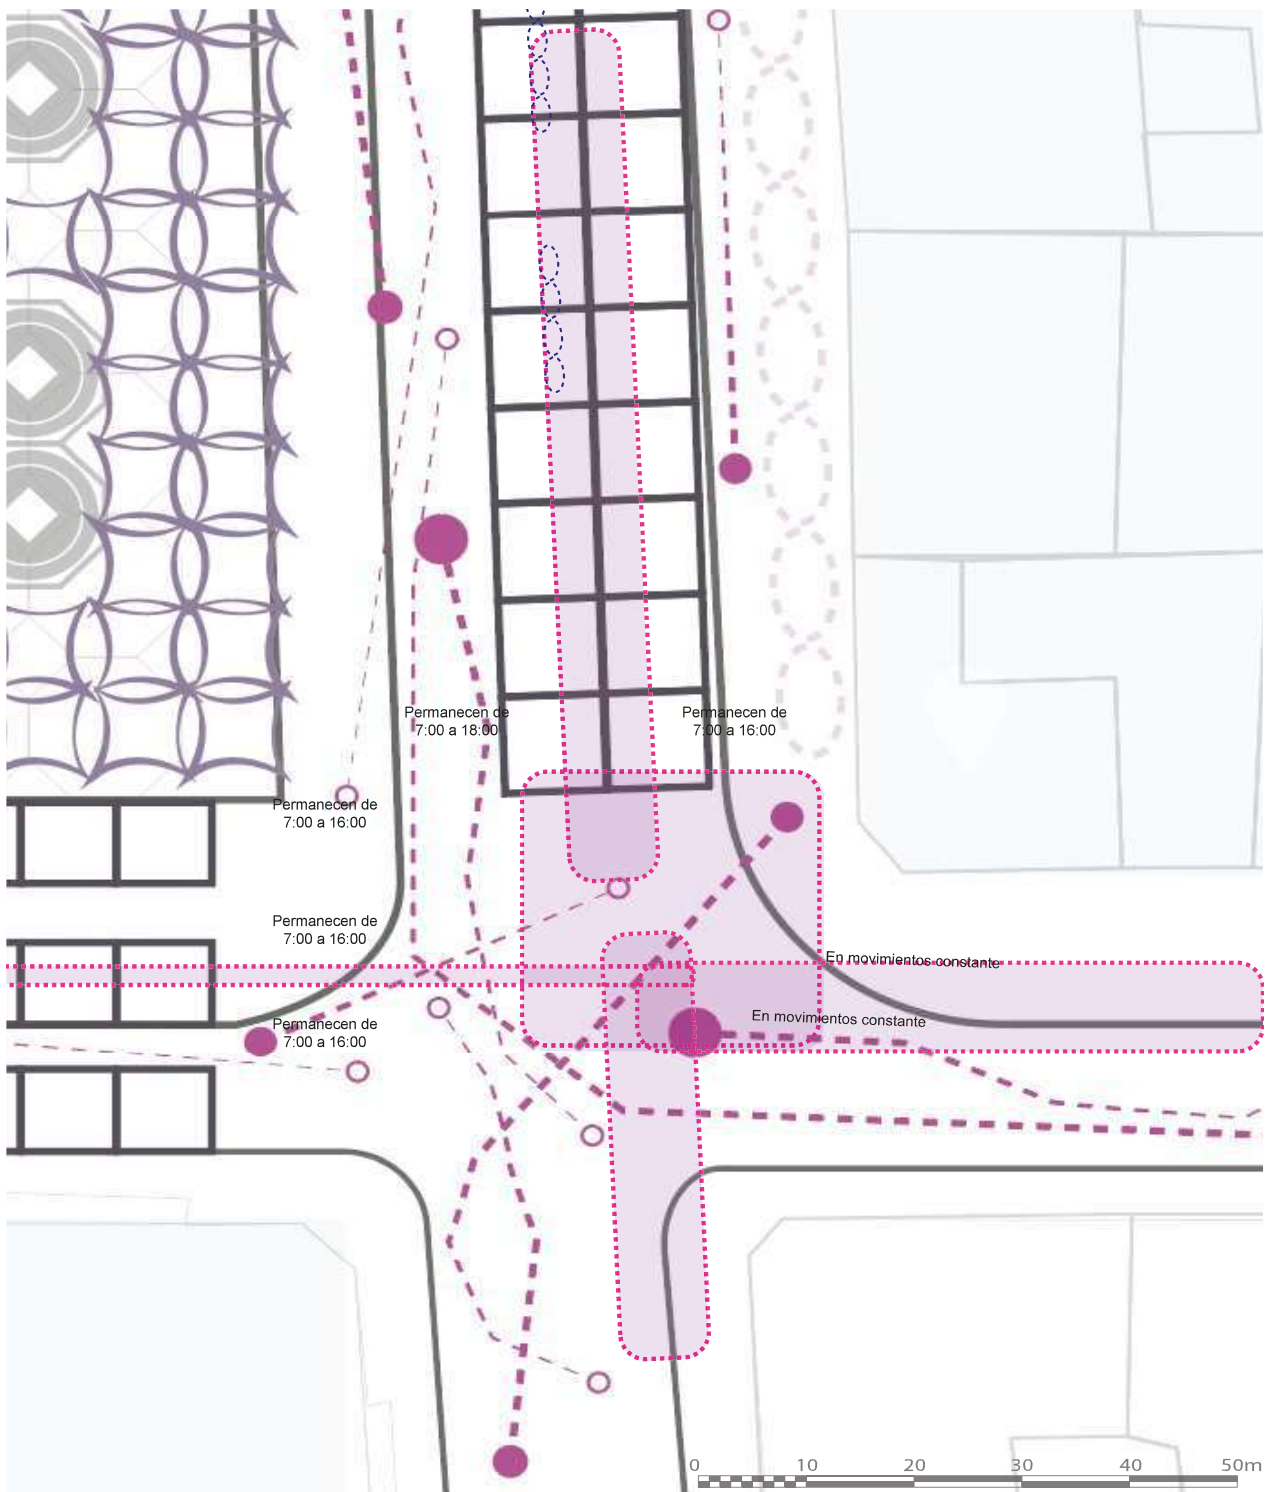 Permanecen de
7:00 a 18:00
Permanecen de
7:00 a 16:00
Permanecen de
7:00 a 16:00
Permanecen de
7:00 a 16:00
En movimientos constante
En movimientos constante
Permanecen de
7:00 a 16:00
0 10 20 30 40 50m